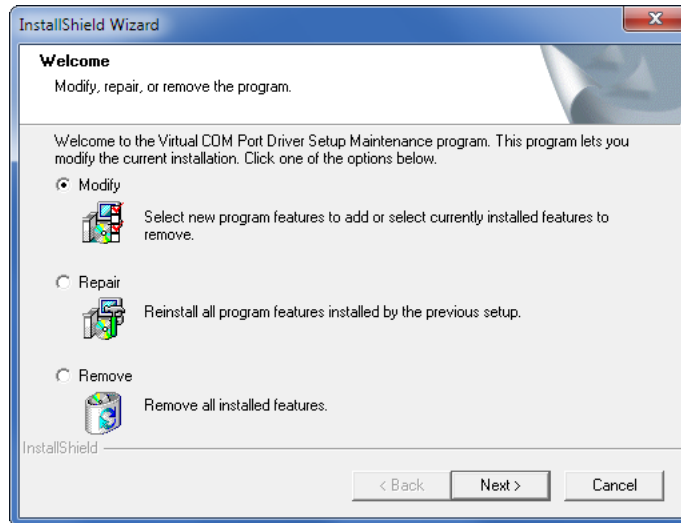 InstallShield Wizard
Welcome
Modify, repair, or remove the program.
Welcome to the Virtual COM Port Driver Setup Maintenance program. This program lets you
modify the current installation. Click one of the options below.
Modify
Select new program features to add or select currently installed features to
remove.
Repair
Reinstall all program features installed by the previous setup.
Remove
Remove all installed features.
InstallShield
< Back
Next >
Cancel